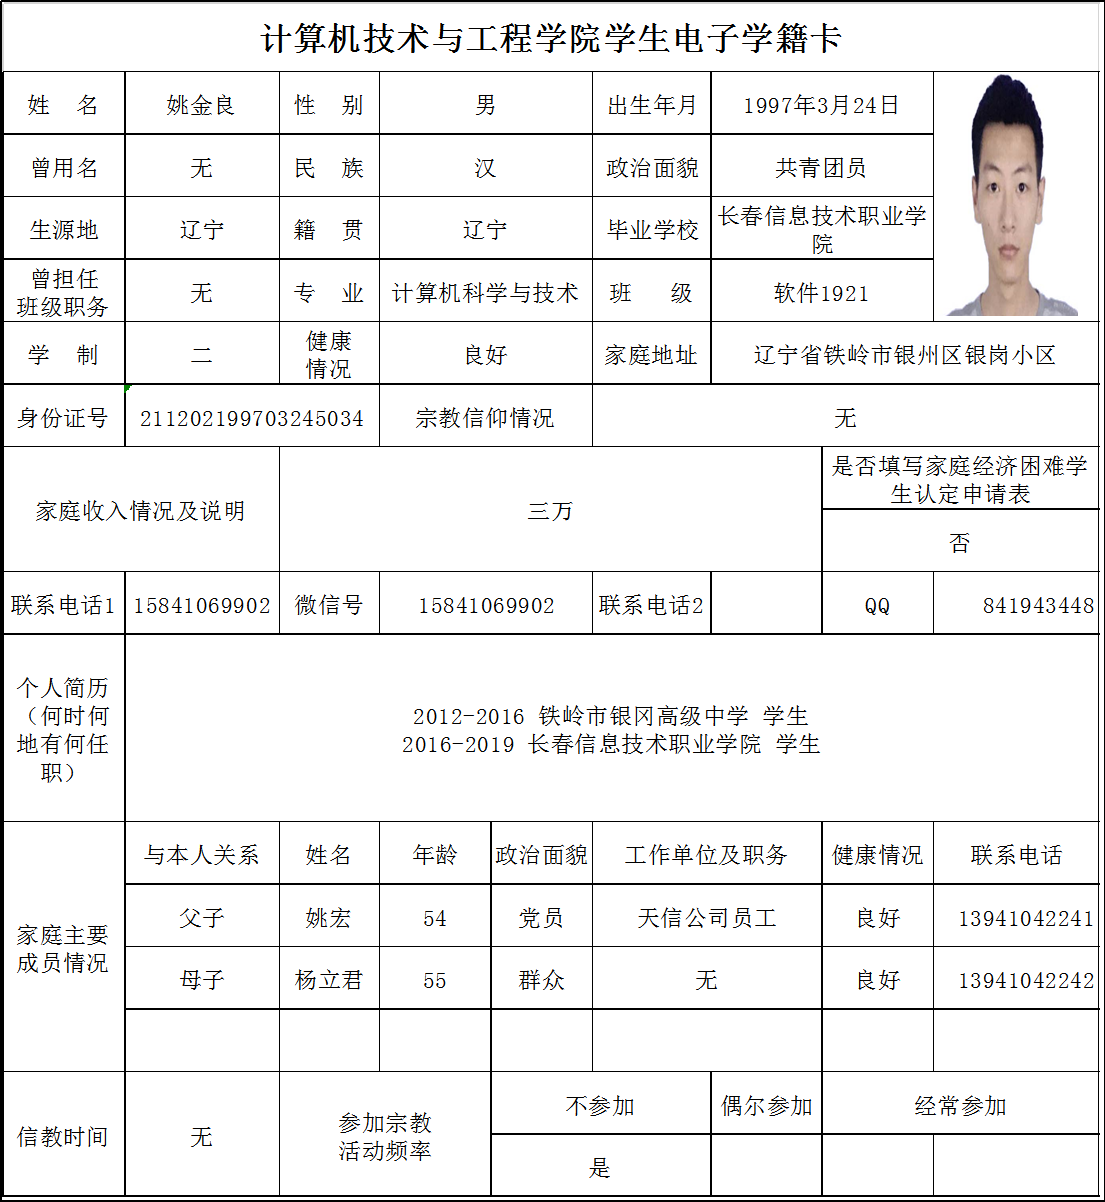 计算机技术与工程学院学生电子学籍卡
姓 名 姚金良 性 别 男 出生年月 1997年3月24日
曾用名 无 民 族 汉 政治面貌 共青团员
生源地 辽宁 籍 贯 辽宁 毕业学校 长春信息技术职业学
院
曾担任
班级职务 无 专 业 计算机科学与技术 班 级 软件1921
学 制 二 健康
情况 良好 家庭地址 辽宁省铁岭市银州区银岗小区
身份证号 211202199703245034 宗教信仰情况 无
家庭收入情况及说明 三万 是否填写家庭经济困难学
生认定申请表
否
联系电话1 15841069902 微信号 15841069902 联系电话2 QQ 841943448
个人简历
（何时何
地有何任
职）
2012-2016 铁岭市银冈高级中学 学生
2016-2019 长春信息技术职业学院 学生
家庭主要
成员情况
与本人关系 姓名 年龄 政治面貌 工作单位及职务 健康情况 联系电话
父子 姚宏 54 党员 天信公司员工 良好 13941042241
母子 杨立君 55 群众 无 良好 13941042242
信教时间 无 参加宗教
活动频率
不参加 偶尔参加 经常参加
是